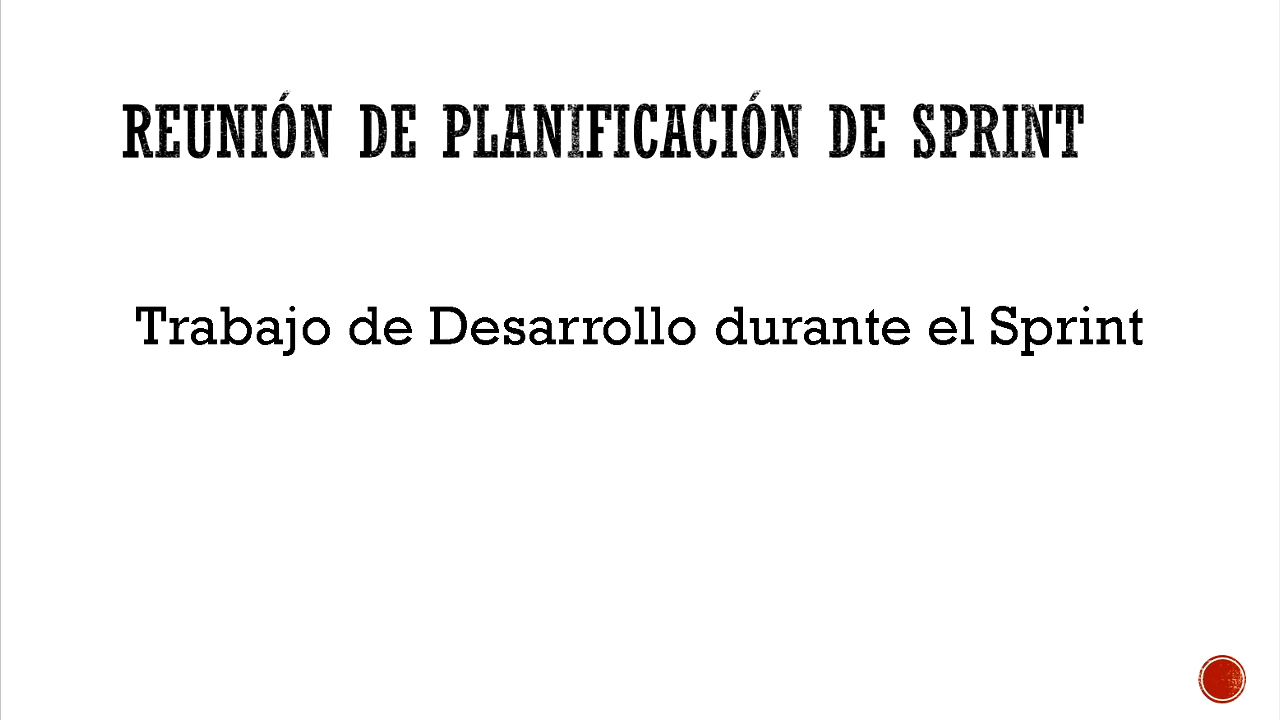 REUNIÓN DE PLANIFICACIÓN DE SPRINT
Trabajo de Desarrollo durante el Sprint